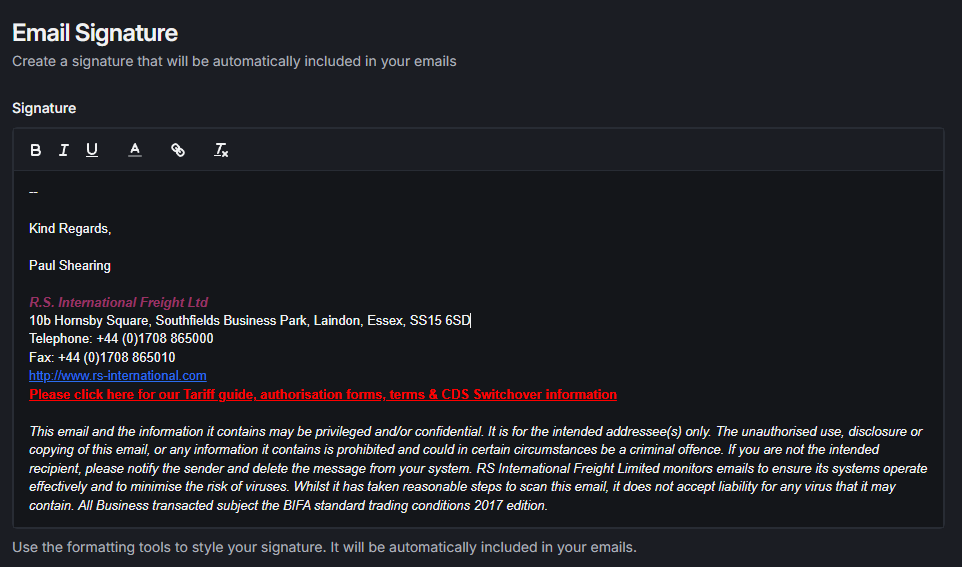 Email Signature
Create a signature that will be automatically included in your emails
Signature
B I U A Tx
--
Kind Regards,
Paul Shearing
R.S. International Freight Ltd
10b Hornsby Square, Southfields Business Park, Laindon, Essex, SS15 6SD
Telephone: +44 (0)1708 865000
Fax: +44 (0)1708 865010
http://www.rs-international.com
Please click here for our Tariff guide, authorisation forms, terms & CDS Switchover information
This email and the information it contains may be privileged and/or confidential. It is for the intended addressee(s) only. The unauthorised use, disclosure or
copying of this email, or any information it contains is prohibited and could in certain circumstances be a criminal offence. If you are not the intended
recipient, please notify the sender and delete the message from your system. RS International Freight Limited monitors emails to ensure its systems operate
effectively and to minimise the risk of viruses. Whilst it has taken reasonable steps to scan this email, it does not accept liability for any virus that it may
contain. All Business transacted subject the BIFA standard trading conditions 2017 edition.
Use the formatting tools to style your signature. It will be automatically included in your emails.